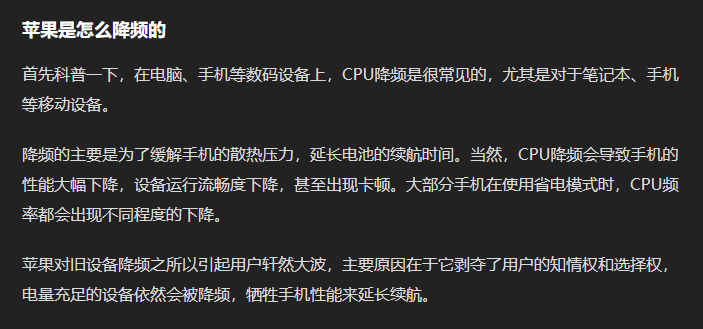 苹果是怎么降频的
首先科普一下，在电脑、手机等数码设备上，CPU降频是很常见的，尤其是对于笔记本、手机
等移动设备。
降频的主要是为了缓解手机的散热压力，延长电池的续航时间。当然，CPU降频会导致手机的
性能大幅下降，设备运行流畅度下降，甚至出现卡顿。大部分手机在使用省电模式时，CPU频
率都会出现不同程度的下降。
苹果对旧设备降频之所以引起用户轩然大波，主要原因在于它剥夺了用户的知情权和选择权，
电量充足的设备依然会被降频，牺牲手机性能来延长续航。